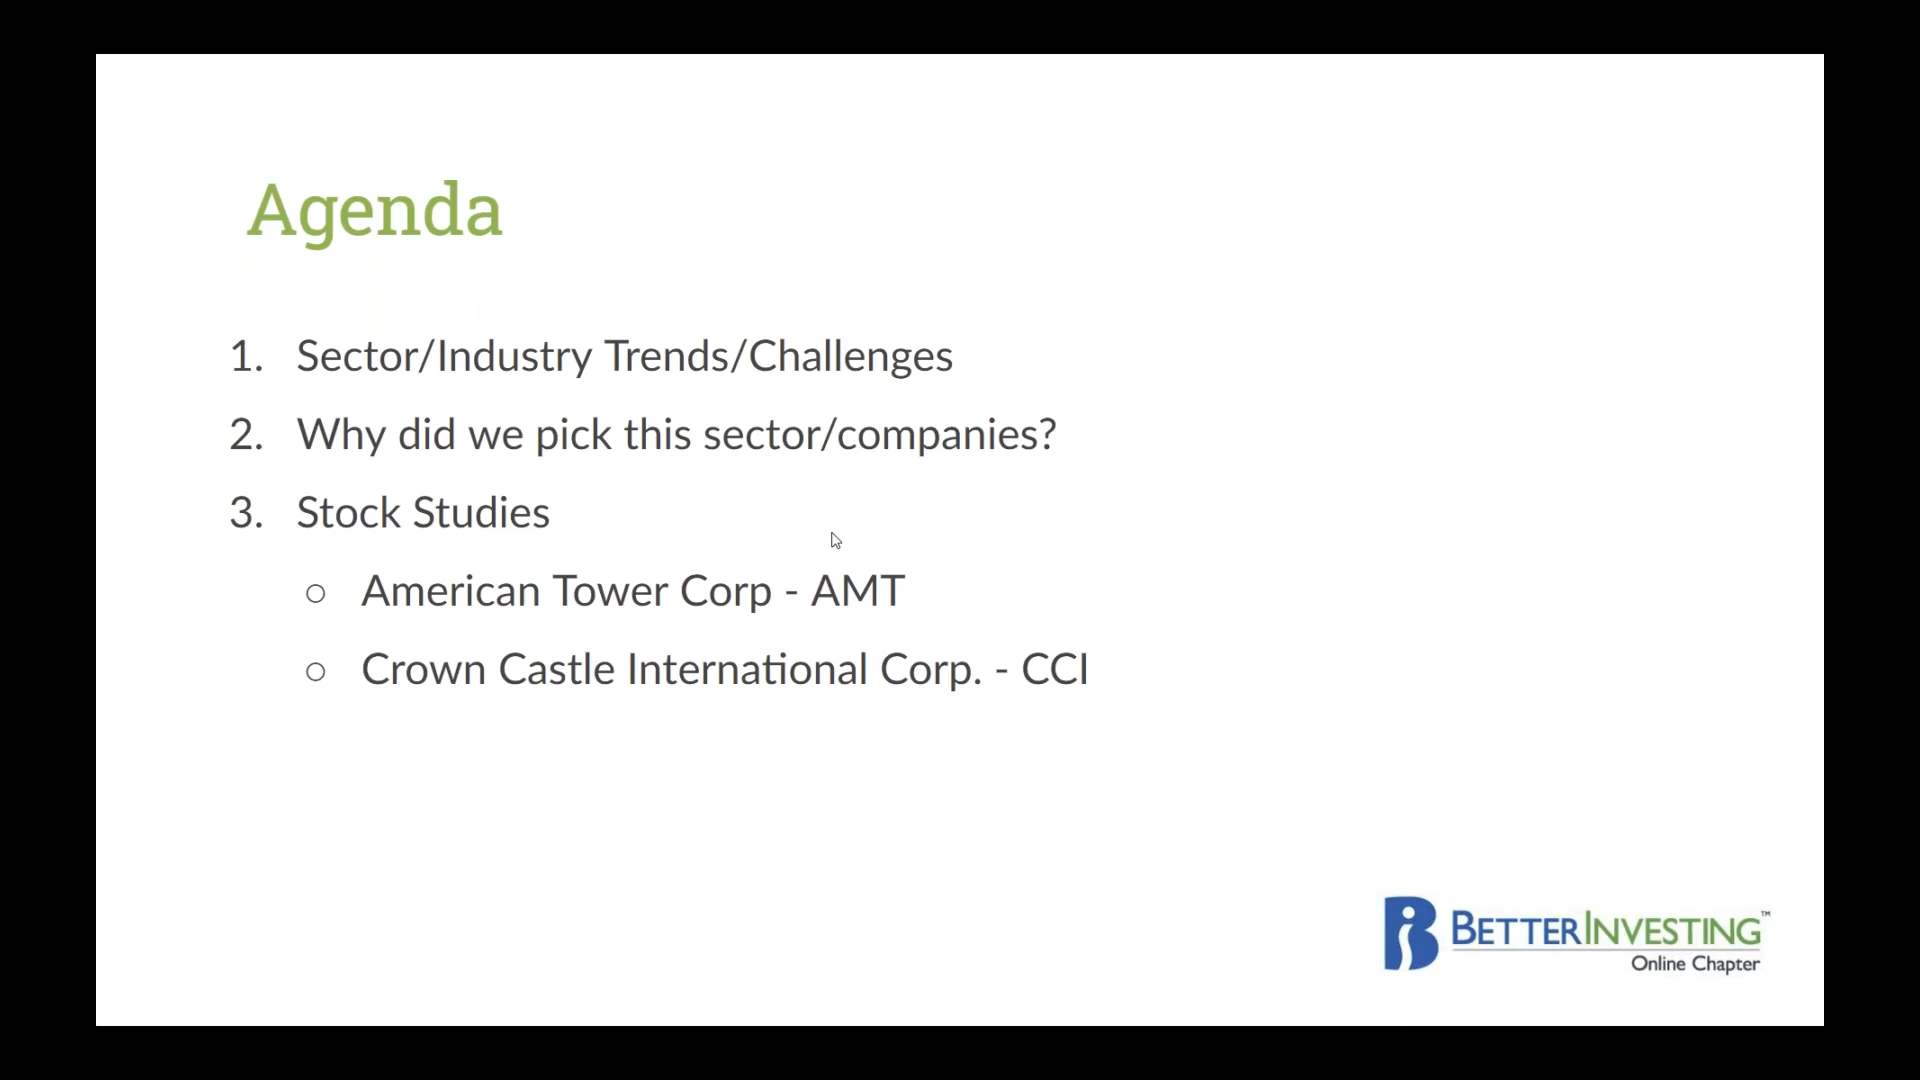 Agenda
1. Sector/Industry Trends/Challenges
2. Why did we pick this sector/companies?
3. Stock Studies
○ American Tower Corp - AMT
○ Crown Castle International Corp. - CCI
BETTERINVESTING™
Online Chapter